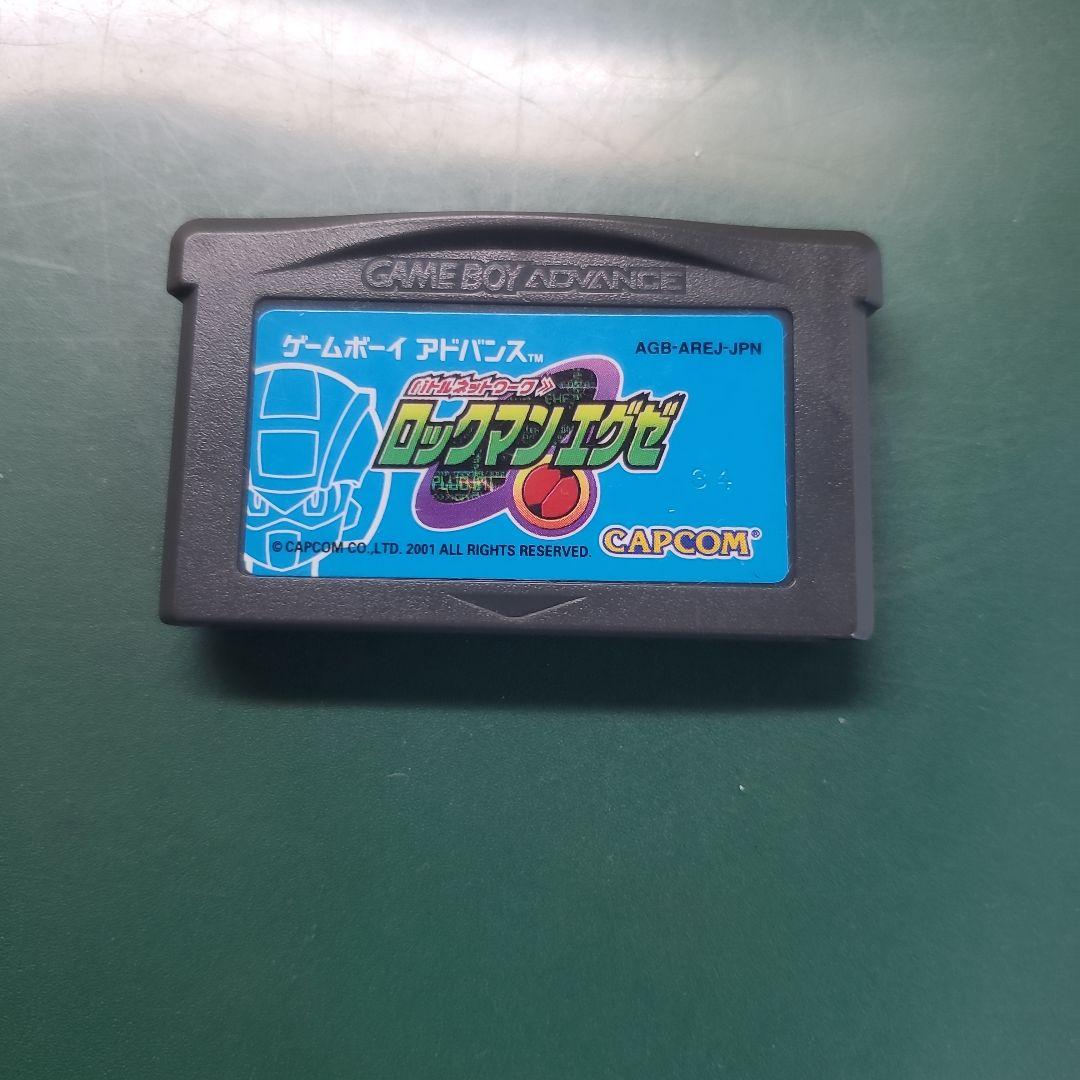 GAME BOY ADVANCE
ゲームボーイ アドバンス™
AGB-AREJ-JPN
バトルネットワーク
ロックマン エグゼ
PLUG IN
34
© CAPCOM CO.,LTD. 2001 ALL RIGHTS RESERVED.
CAPCOM®